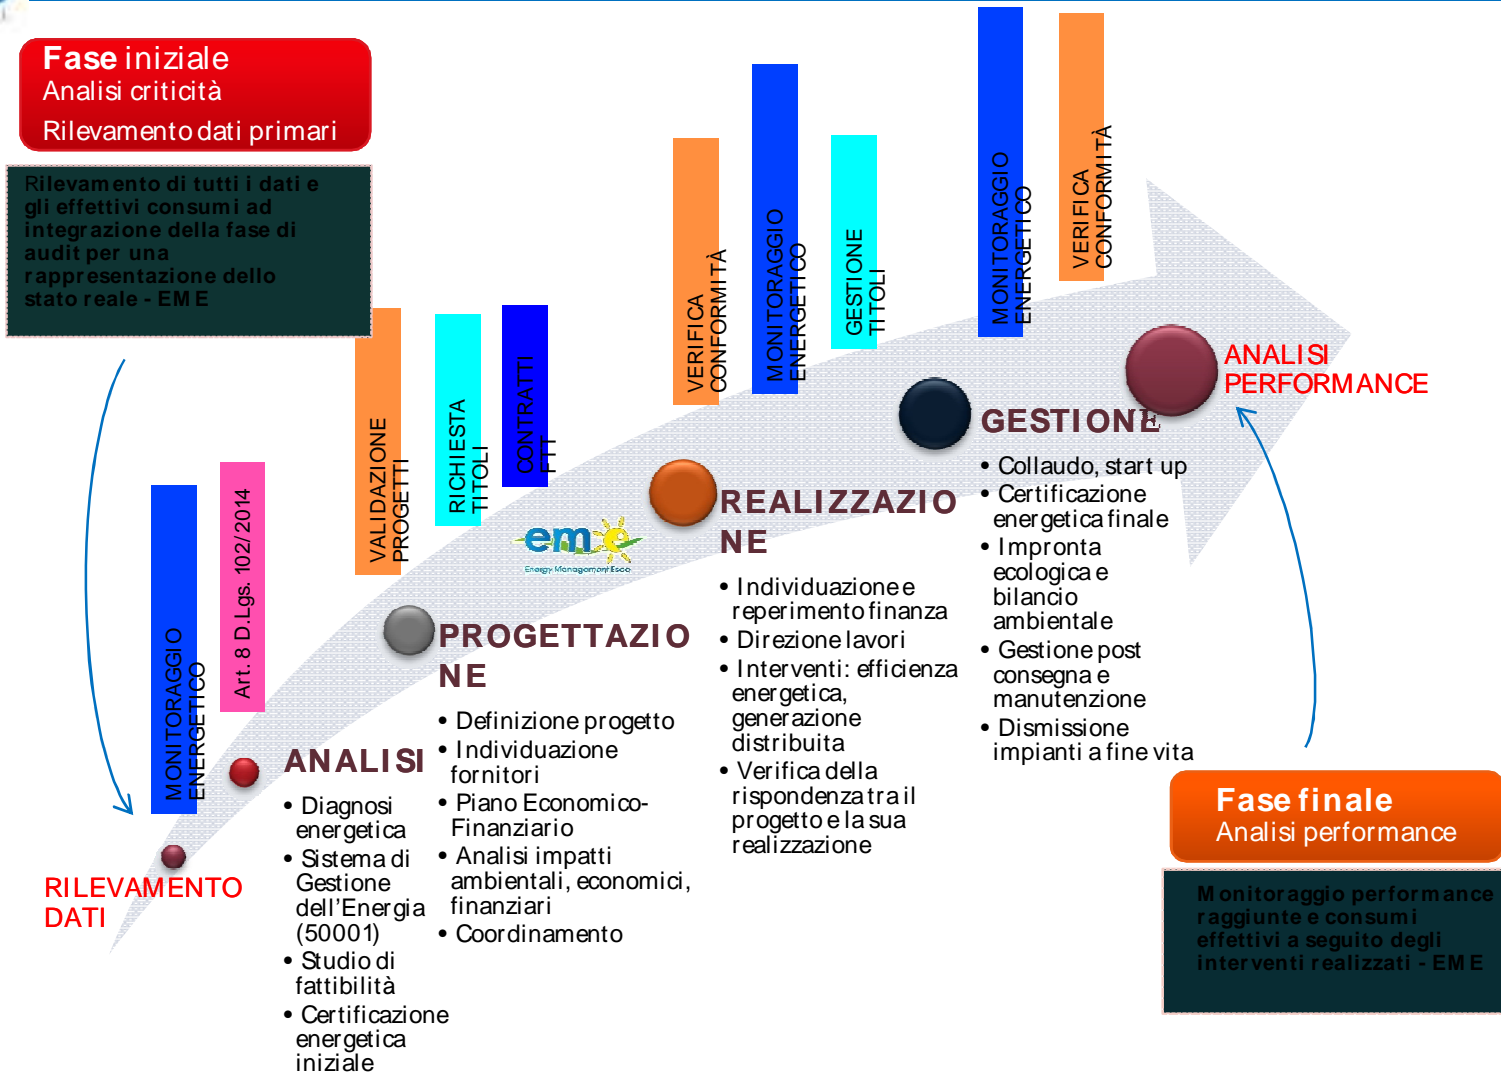 Fase iniziale
Analisi criticità
Rilevamento dati primari
Rilevamento di tutti i dati e
gli effettivi consumi ad
integrazione della fase di
audit per una
rappresentazione dello
stato reale - EME
MONITORAGGIO
ENERGETICO
Art. 8 D.Lgs. 102/2014
VALIDAZIONE
PROGETTI
RICHIESTA
TITOLI
CONTRATTI
FTT
VERIFICA
CONFORMITÀ
MONITORAGGIO
ENERGETICO
GESTIONE
TITOLI
MONITORAGGIO
ENERGETICO
VERIFICA
CONFORMITÀ
RILEVAMENTO
DATI
ANALISI
• Diagnosi
energetica
• Sistema di
Gestione
dell'Energia
(50001)
• Studio di
fattibilità
• Certificazione
energetica
iniziale
eme
Energy Management Esco
PROGETTAZIO
NE
• Definizione progetto
• Individuazione
fornitori
• Piano Economico-
Finanziario
• Analisi impatti
ambientali, economici,
finanziari
• Coordinamento
REALIZZAZIO
NE
• Individuazione e
reperimento finanza
• Direzione lavori
• Interventi: efficienza
energetica,
generazione
distribuita
• Verifica della
rispondenza tra il
progetto e la sua
realizzazione
GESTIONE
• Collaudo, start up
• Certificazione
energetica finale
• Impronta
ecologica e
bilancio
ambientale
• Gestione post
consegna e
manutenzione
• Dismissione
impianti a fine vita
ANALISI
PERFORMANCE
Fase finale
Analisi performance
Monitoraggio performance
raggiunte e consumi
effettivi a seguito degli
interventi realizzati - EME